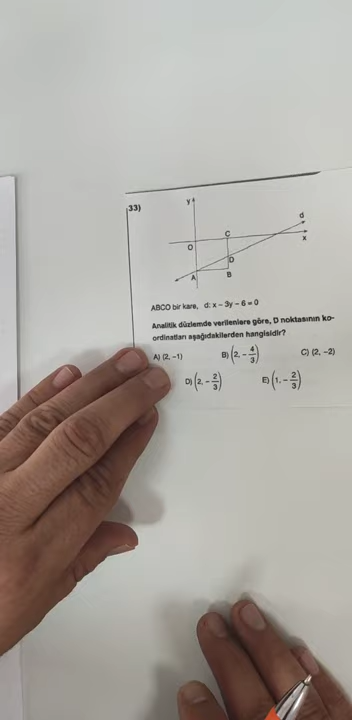 33)
y
d
C
O
x
D
A
B
ABCO bir kare, d: x - 3y - 6 = 0
Analitik düzlemde verilenlere göre, D noktasının ko-
ordinatları aşağıdakilerden hangisidir?
A) (2, -1) B) (2, -4/3) C) (2, -2)
D) (2, -2/3) E) (1, -2/3)